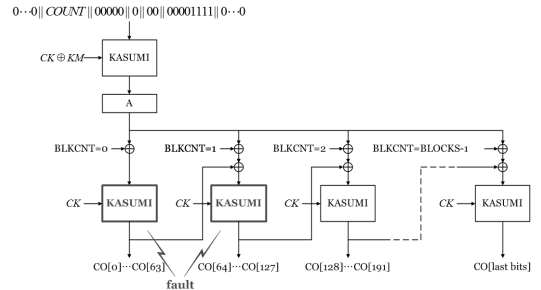 0⋯0 || COUNT || 00000 || 0 || 00 || 00001111 || 0⋯0
CK ⊕ KM
KASUMI
A
BLKCNT=0
BLKCNT=1
BLKCNT=2
BLKCNT=BLOCKS-1
CK
KASUMI
CK
KASUMI
CK
KASUMI
CK
KASUMI
CO[0]⋯CO[63]
CO[64]⋯CO[127]
CO[128]⋯CO[191]
CO[last bits]
fault